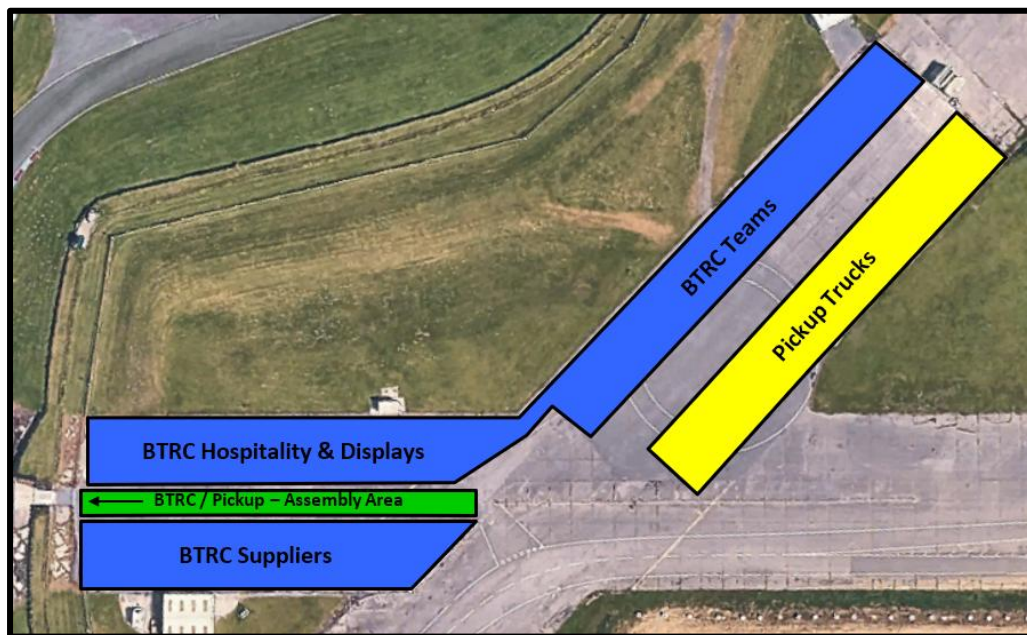 BTRC Teams
Pickup Trucks
BTRC Hospitality & Displays
BTRC / Pickup – Assembly Area
BTRC Suppliers